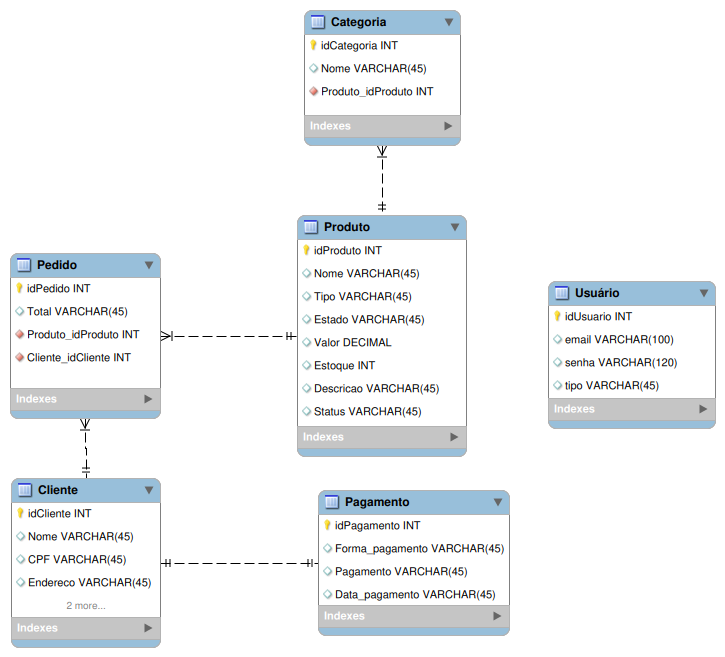 Categoria
idCategoria INT
Nome VARCHAR(45)
Produto_idProduto INT
Indexes
Produto
idProduto INT
Nome VARCHAR(45)
Tipo VARCHAR(45)
Estado VARCHAR(45)
Valor DECIMAL
Estoque INT
Descricao VARCHAR(45)
Status VARCHAR(45)
Indexes
Pedido
idPedido INT
Total VARCHAR(45)
Produto_idProduto INT
Cliente_idCliente INT
Indexes
Usuário
idUsuario INT
email VARCHAR(100)
senha VARCHAR(120)
tipo VARCHAR(45)
Indexes
Cliente
idCliente INT
Nome VARCHAR(45)
CPF VARCHAR(45)
Endereco VARCHAR(45)
2 more...
Indexes
Pagamento
idPagamento INT
Forma_pagamento VARCHAR(45)
Pagamento VARCHAR(45)
Data_pagamento VARCHAR(45)
Indexes